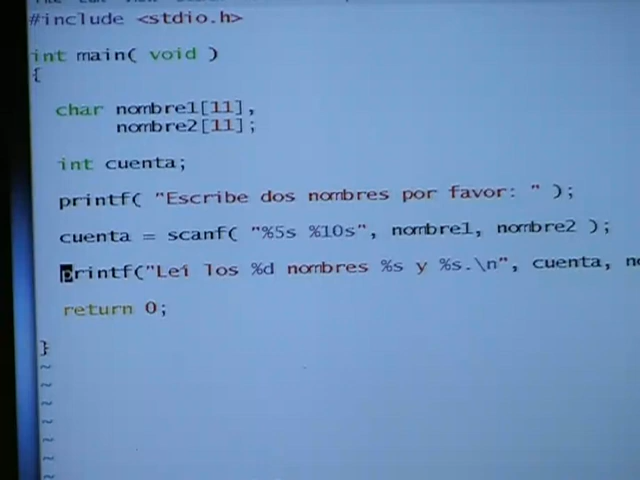 #include <stdio.h>
int main( void )
{
char nombre1[11],
nombre2[11];
int cuenta;
printf( "Escribe dos nombres por favor: " );
cuenta = scanf( "%5s %10s", nombre1, nombre2 );
printf("Leí los %d nombres %s y %s.\n", cuenta, no
return 0;
}
~
~
~
~
~
~
~